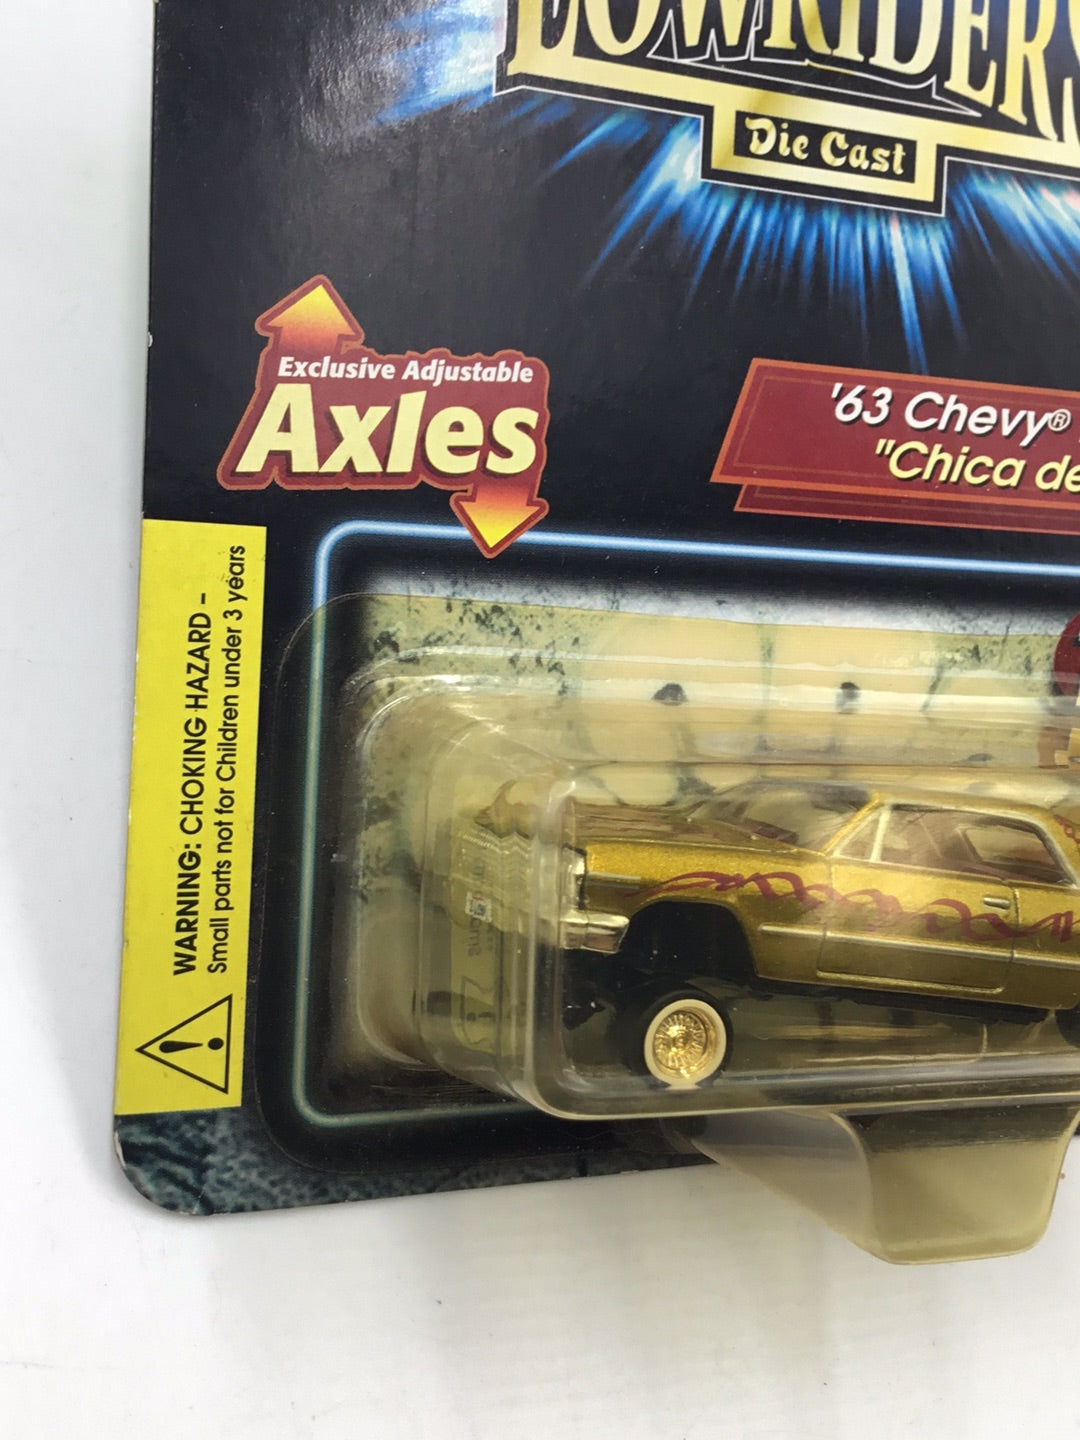 LOWRIDERS
Die Cast
Exclusive Adjustable
Axles
'63 Chevy®
"Chica de
WARNING: CHOKING HAZARD –
Small parts not for Children under 3 years
!